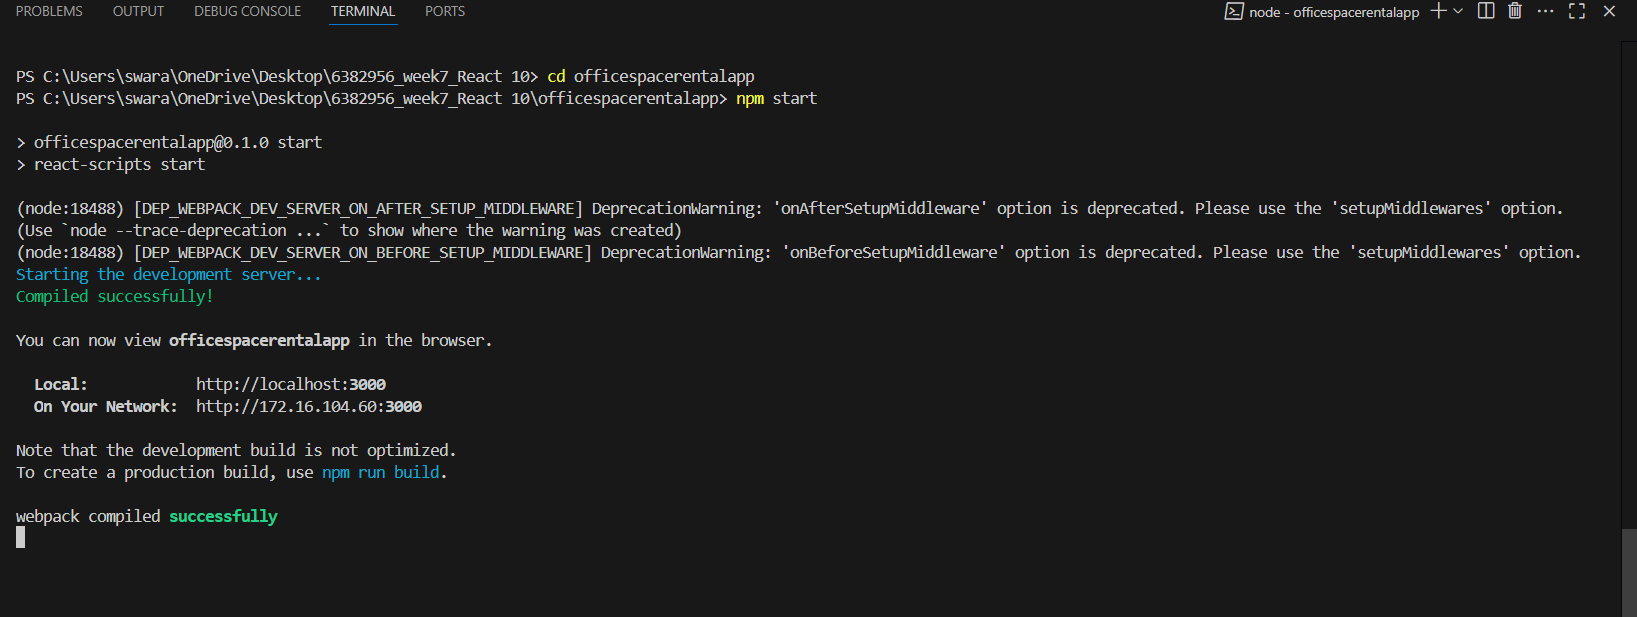 PROBLEMS OUTPUT DEBUG CONSOLE TERMINAL PORTS node - officespacerentalapp
PS C:\Users\swara\OneDrive\Desktop\6382956_week7_React 10> cd officespacerentalapp
PS C:\Users\swara\OneDrive\Desktop\6382956_week7_React 10\officespacerentalapp> npm start
> officespacerentalapp@0.1.0 start
> react-scripts start
(node:18488) [DEP_WEBPACK_DEV_SERVER_ON_AFTER_SETUP_MIDDLEWARE] DeprecationWarning: 'onAfterSetupMiddleware' option is deprecated. Please use the 'setupMiddlewares' option.
(Use `node --trace-deprecation ...` to show where the warning was created)
(node:18488) [DEP_WEBPACK_DEV_SERVER_ON_BEFORE_SETUP_MIDDLEWARE] DeprecationWarning: 'onBeforeSetupMiddleware' option is deprecated. Please use the 'setupMiddlewares' option.
Starting the development server...
Compiled successfully!
You can now view officespacerentalapp in the browser.
Local: http://localhost:3000
On Your Network: http://172.16.104.60:3000
Note that the development build is not optimized.
To create a production build, use npm run build.
webpack compiled successfully